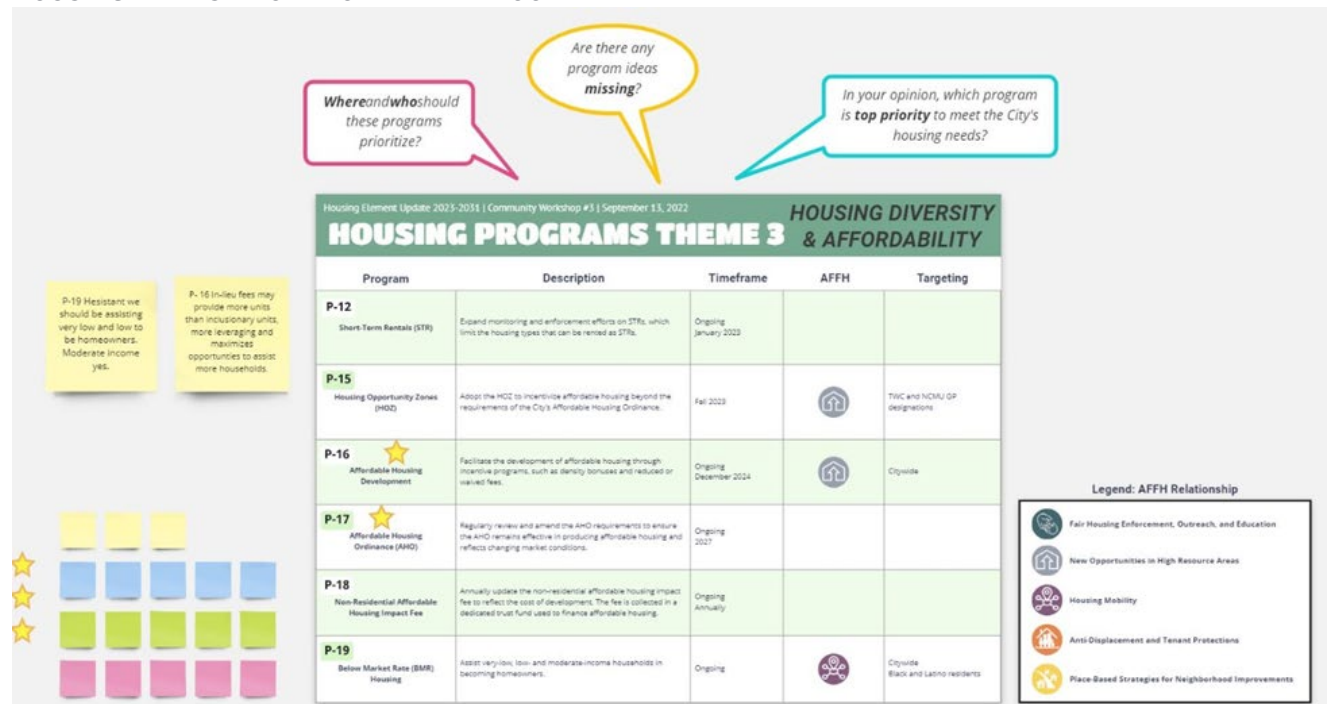 Are there any
program ideas
missing?
Whereandwhoshould
these programs
prioritize?
In your opinion, which program
is top priority to meet the City's
housing needs?
Housing Element Update 2023-2031 | Community Workshop #3 | September 13, 2022
HOUSING PROGRAMS THEME 3
HOUSING DIVERSITY
& AFFORDABILITY
Program Description Timeframe AFFH Targeting
P-12
Short-Term Rentals (STR)
Expand monitoring and enforcement efforts on STRs, which
limit the housing types that can be rented as STRs.
Ongoing
January 2023
P-15
Housing Opportunity Zones
(HOZ)
Adopt the HOZ to incentivize affordable housing beyond the
requirements of the City's Affordable Housing Ordinance.
Fall 2023
TWC and NCMU GP
designations
P-16
Affordable Housing
Development
Facilitate the development of affordable housing through
incentive programs, such as density bonuses and reduced or
waived fees.
Ongoing
December 2024
Citywide
P-17
Affordable Housing
Ordinance (AHO)
Regularly review and amend the AHO requirements to ensure
the AHO remains effective in producing affordable housing and
reflects changing market conditions.
Ongoing
2027
P-18
Non-Residential Affordable
Housing Impact Fee
Annually update the non-residential affordable housing impact
fee to reflect the cost of development. The fee is collected in a
dedicated trust fund used to finance affordable housing.
Ongoing
Annually
P-19
Below Market Rate (BMR)
Housing
Assist very-low, low- and moderate-income households in
becoming homeowners.
Ongoing
Citywide
Black and Latino residents
P-19 Hesistant we
should be assisting
very low and low to
be homeowners.
Moderate income
yes.
P- 16 In-lieu fees may
provide more units
than inclusionary units,
more leveraging and
maximizes
opportunties to assist
more households.
Legend: AFFH Relationship
Fair Housing Enforcement, Outreach, and Education
New Opportunities in High Resource Areas
Housing Mobility
Anti-Displacement and Tenant Protections
Place-Based Strategies for Neighborhood Improvements